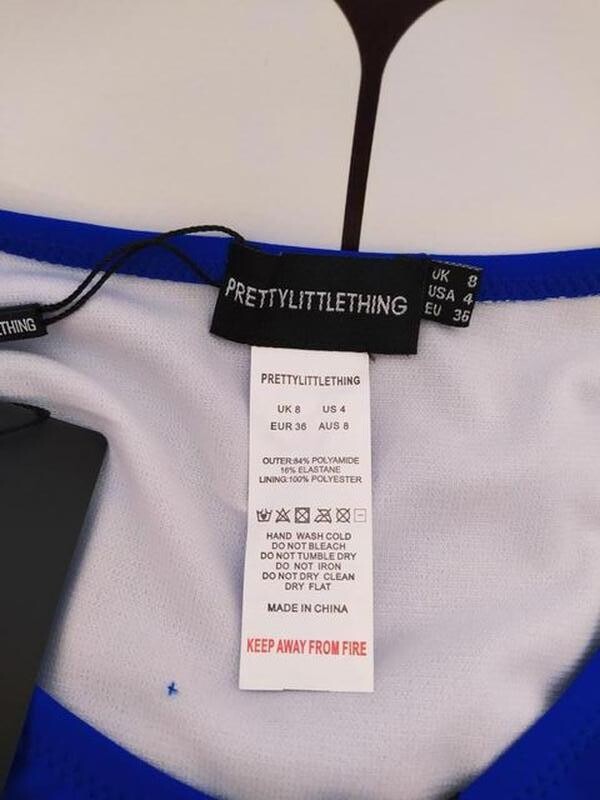 PRETTYLITTLETHING
UK 8
USA 4
EU 36
THING
PRETTYLITTLETHING
UK 8 US 4
EUR 36 AUS 8
OUTER:84% POLYAMIDE
16% ELASTANE
LINING:100% POLYESTER
HAND WASH COLD
DO NOT BLEACH
DO NOT TUMBLE DRY
DO NOT IRON
DO NOT DRY CLEAN
DRY FLAT
MADE IN CHINA
KEEP AWAY FROM FIRE